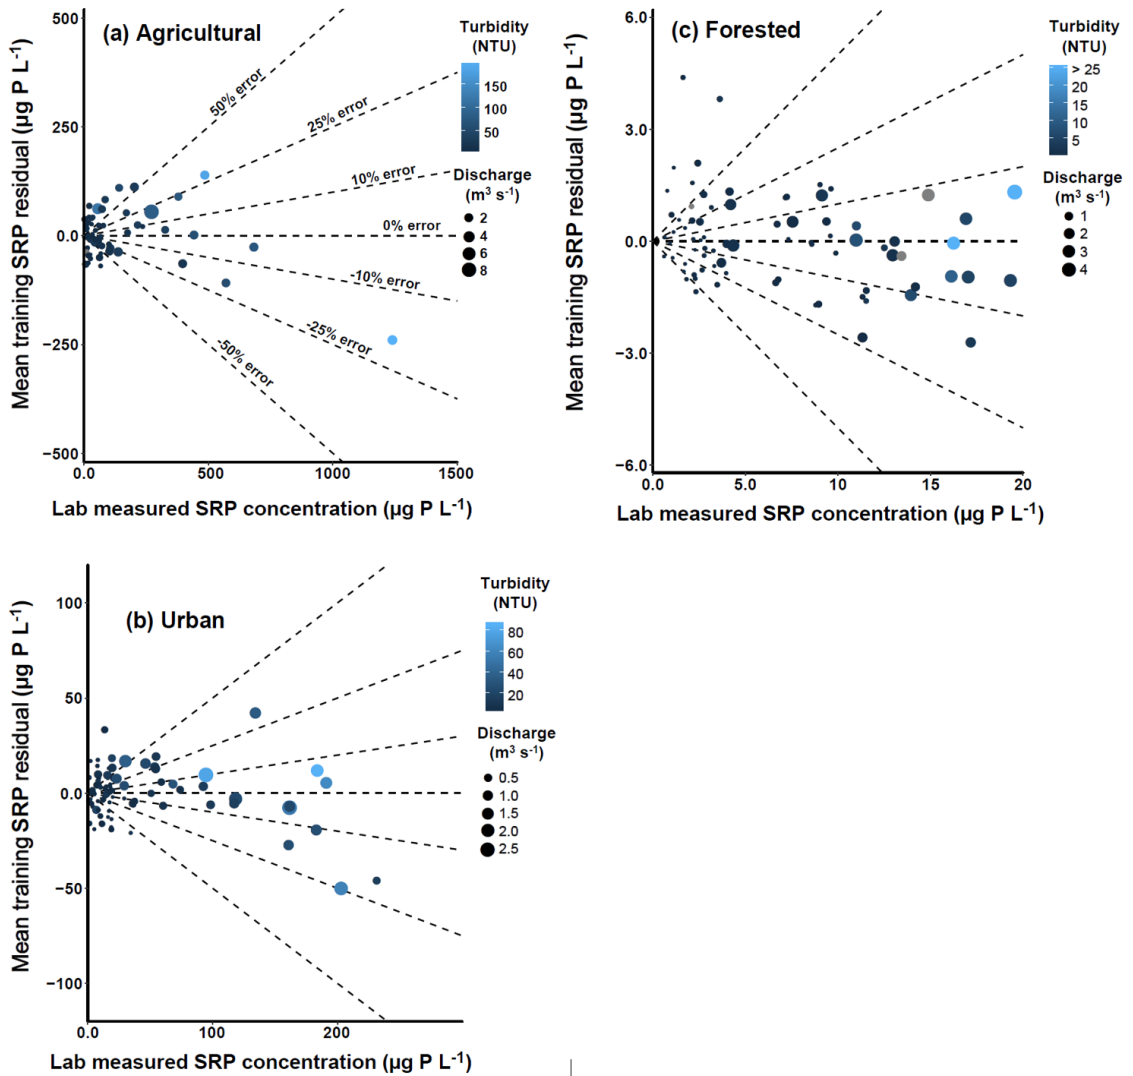 (a) Agricultural
Mean training SRP residual (µg P L-1)
500
250
0.0
−250
−500
50% error
25% error
10% error
0% error
-10% error
-25% error
-50% error
0.0
500
1000
1500
Lab measured SRP concentration (µg P L-1)
Turbidity
(NTU)
150
100
50
Discharge
(m3 s-1)
2
4
6
8
(c) Forested
Mean training SRP residual (µg P L-1)
6.0
3.0
0.0
−3.0
−6.0
0.0
5.0
10
15
20
Lab measured SRP concentration (µg P L-1)
Turbidity
(NTU)
> 25
20
15
10
5
Discharge
(m3 s-1)
1
2
3
4
(b) Urban
Mean training SRP residual (µg P L-1)
100
50
0.0
−50
−100
0.0
100
200
Lab measured SRP concentration (µg P L-1)
Turbidity
(NTU)
80
60
40
20
Discharge
(m3 s-1)
0.5
1.0
1.5
2.0
2.5